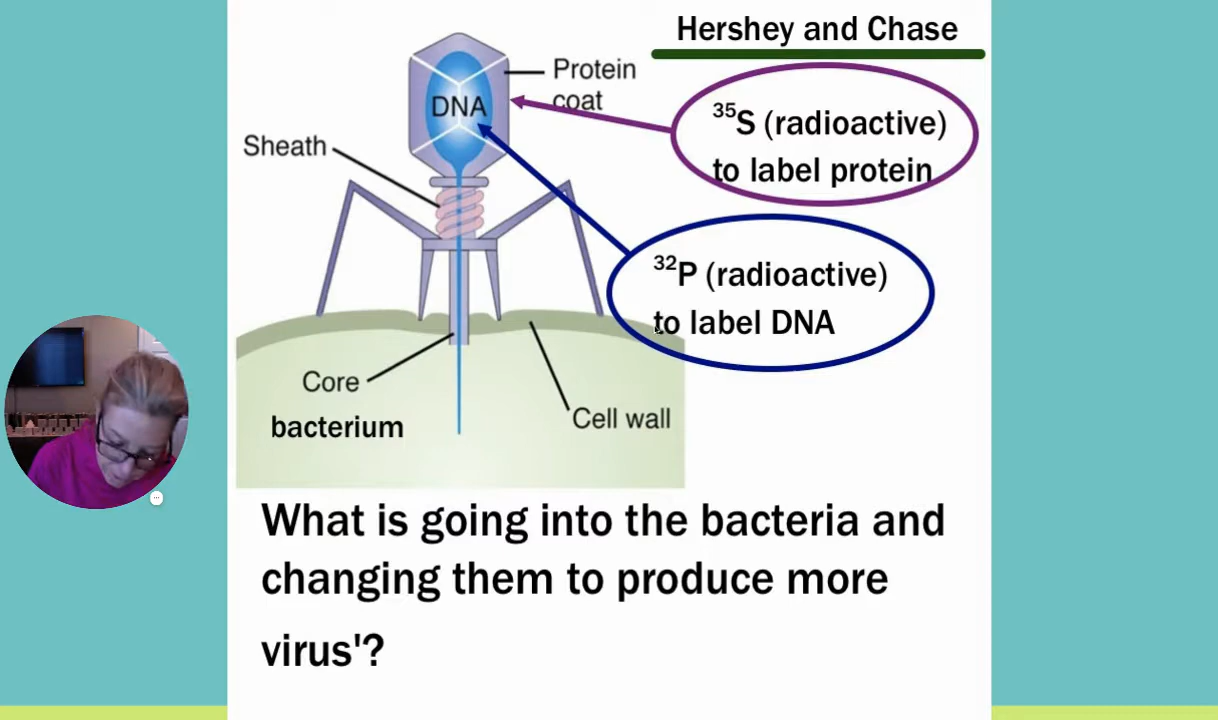 Hershey and Chase
Protein
coat
DNA
³⁵S (radioactive)
to label protein
Sheath
³²P (radioactive)
to label DNA
Core
bacterium
Cell wall
What is going into the bacteria and
changing them to produce more
virus'?